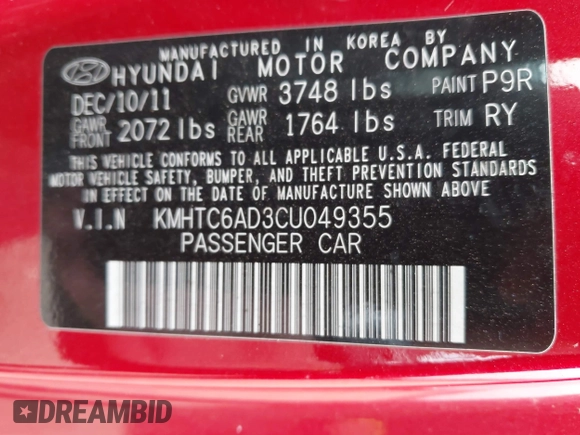 MANUFACTURED IN KOREA BY
HYUNDAI MOTOR COMPANY
DEC/10/11 GVWR 3748 lbs PAINT P9R
GAWR FRONT 2072 lbs GAWR REAR 1764 lbs TRIM RY
THIS VEHICLE CONFORMS TO ALL APPLICABLE U.S.A. FEDERAL
MOTOR VEHICLE SAFETY, BUMPER, AND THEFT PREVENTION STANDARDS
IN EFFECT ON THE DATE OF MANUFACTURE SHOWN ABOVE
V.I.N KMHTC6AD3CU049355
PASSENGER CAR
DREAMBID